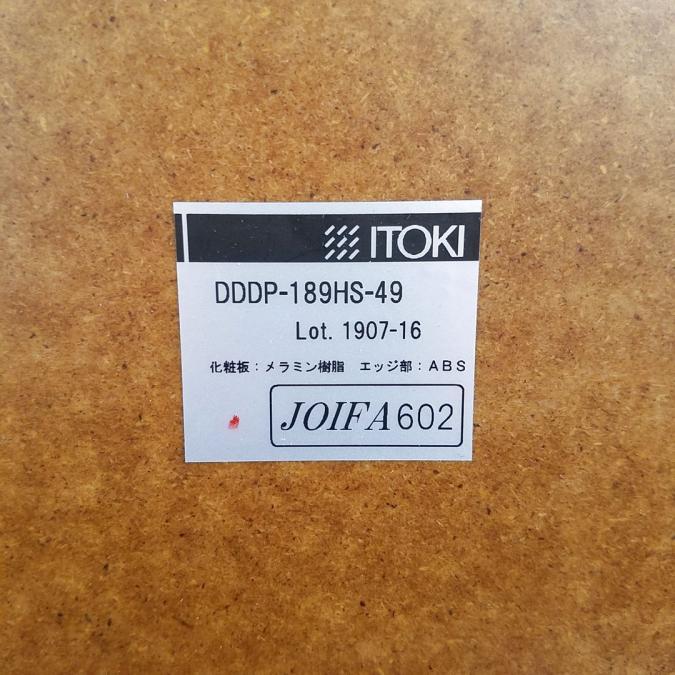 ITOKI
DDDP-189HS-49
Lot. 1907-16
化粧板：メラミン樹脂　エッジ部：ABS
JOIFA602